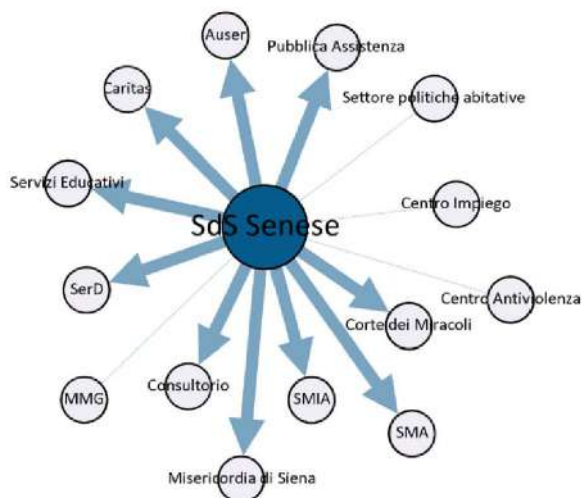 Auser
Pubblica Assistenza
Caritas
Settore politiche abitative
Servizi Educativi
Centro Impiego
SdS Senese
SerD
Centro Antiviolenza
Corte dei Miracoli
Consultorio
MMG
SMIA
SMA
Misericordia di Siena